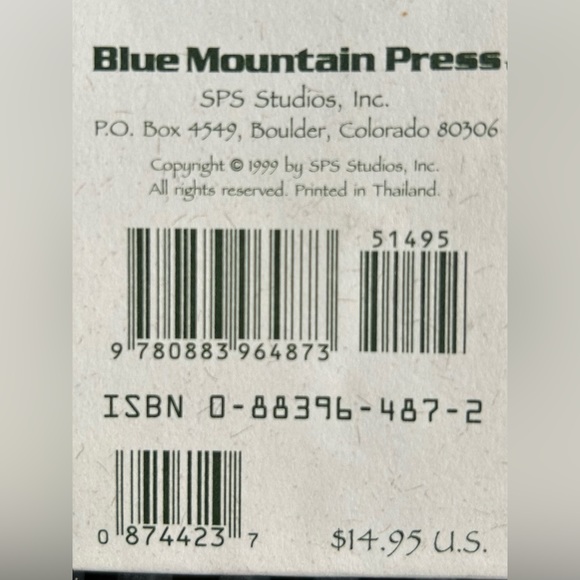 Blue Mountain Press
SPS Studios, Inc.
P.O. Box 4549, Boulder, Colorado 80306
Copyright © 1999 by SPS Studios, Inc.
All rights reserved. Printed in Thailand.
51495
9 780883 964873
ISBN 0-88396-487-2
0 874423 7
$14.95 U.S.